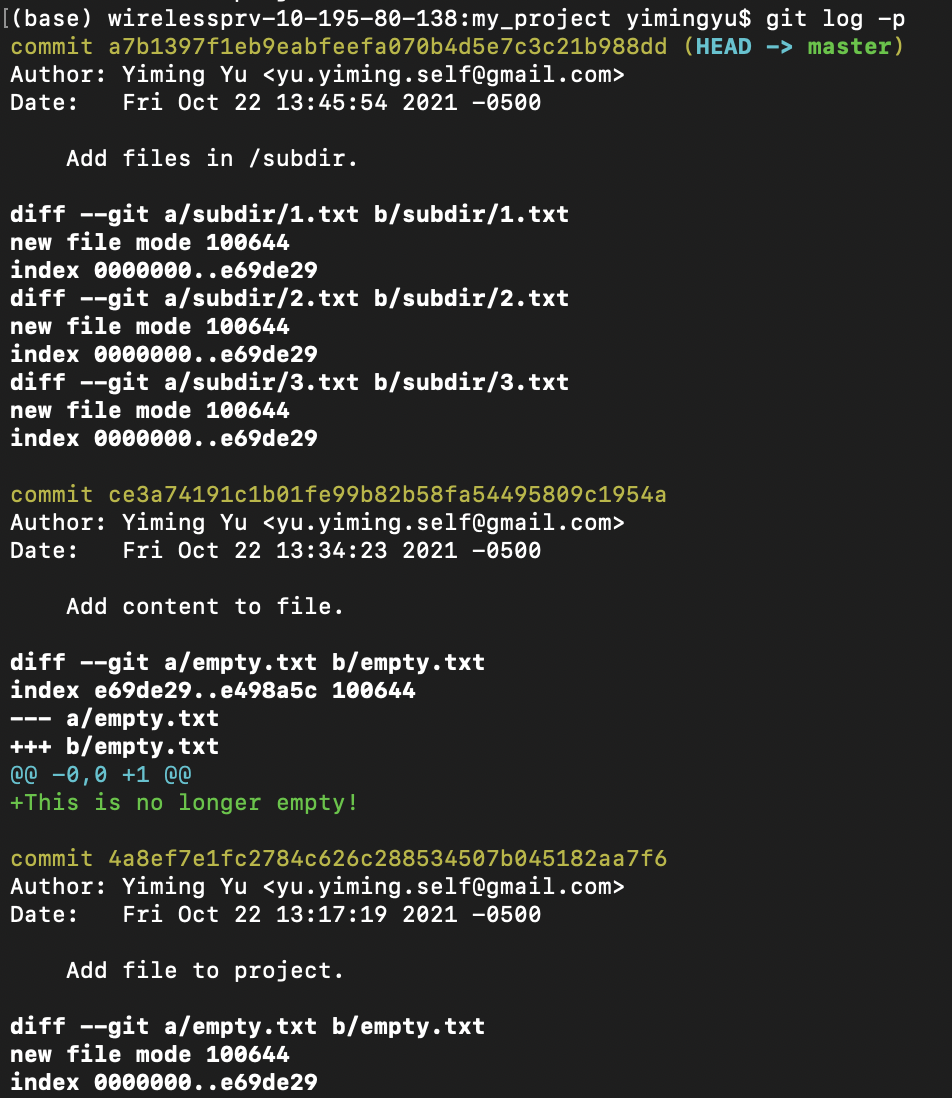 [(base) wirelessprv-10-195-80-138:my_project yimingyu$ git log -p
commit a7b1397f1eb9eabfeefa070b4d5e7c3c21b988dd (HEAD -> master)
Author: Yiming Yu <yu.yiming.self@gmail.com>
Date:   Fri Oct 22 13:45:54 2021 -0500

    Add files in /subdir.

diff --git a/subdir/1.txt b/subdir/1.txt
new file mode 100644
index 0000000..e69de29
diff --git a/subdir/2.txt b/subdir/2.txt
new file mode 100644
index 0000000..e69de29
diff --git a/subdir/3.txt b/subdir/3.txt
new file mode 100644
index 0000000..e69de29

commit ce3a74191c1b01fe99b82b58fa54495809c1954a
Author: Yiming Yu <yu.yiming.self@gmail.com>
Date:   Fri Oct 22 13:34:23 2021 -0500

    Add content to file.

diff --git a/empty.txt b/empty.txt
index e69de29..e498a5c 100644
--- a/empty.txt
+++ b/empty.txt
@@ -0,0 +1 @@
+This is no longer empty!

commit 4a8ef7e1fc2784c626c288534507b045182aa7f6
Author: Yiming Yu <yu.yiming.self@gmail.com>
Date:   Fri Oct 22 13:17:19 2021 -0500

    Add file to project.

diff --git a/empty.txt b/empty.txt
new file mode 100644
index 0000000..e69de29